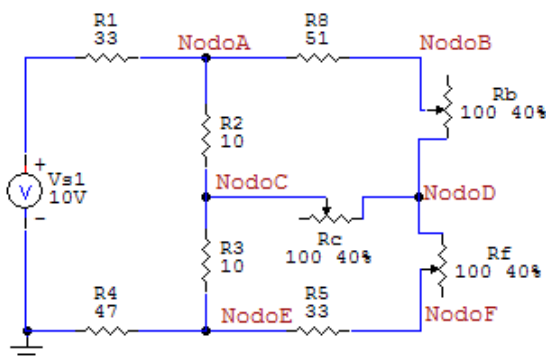 R1
33
NodoA
R8
51
NodoB
Rb
100 40%
R2
10
+
V
Vs1
10V
-
NodoC
NodoD
Rc
100 40%
R3
10
Rf
100 40%
R4
47
NodoE
R5
33
NodoF